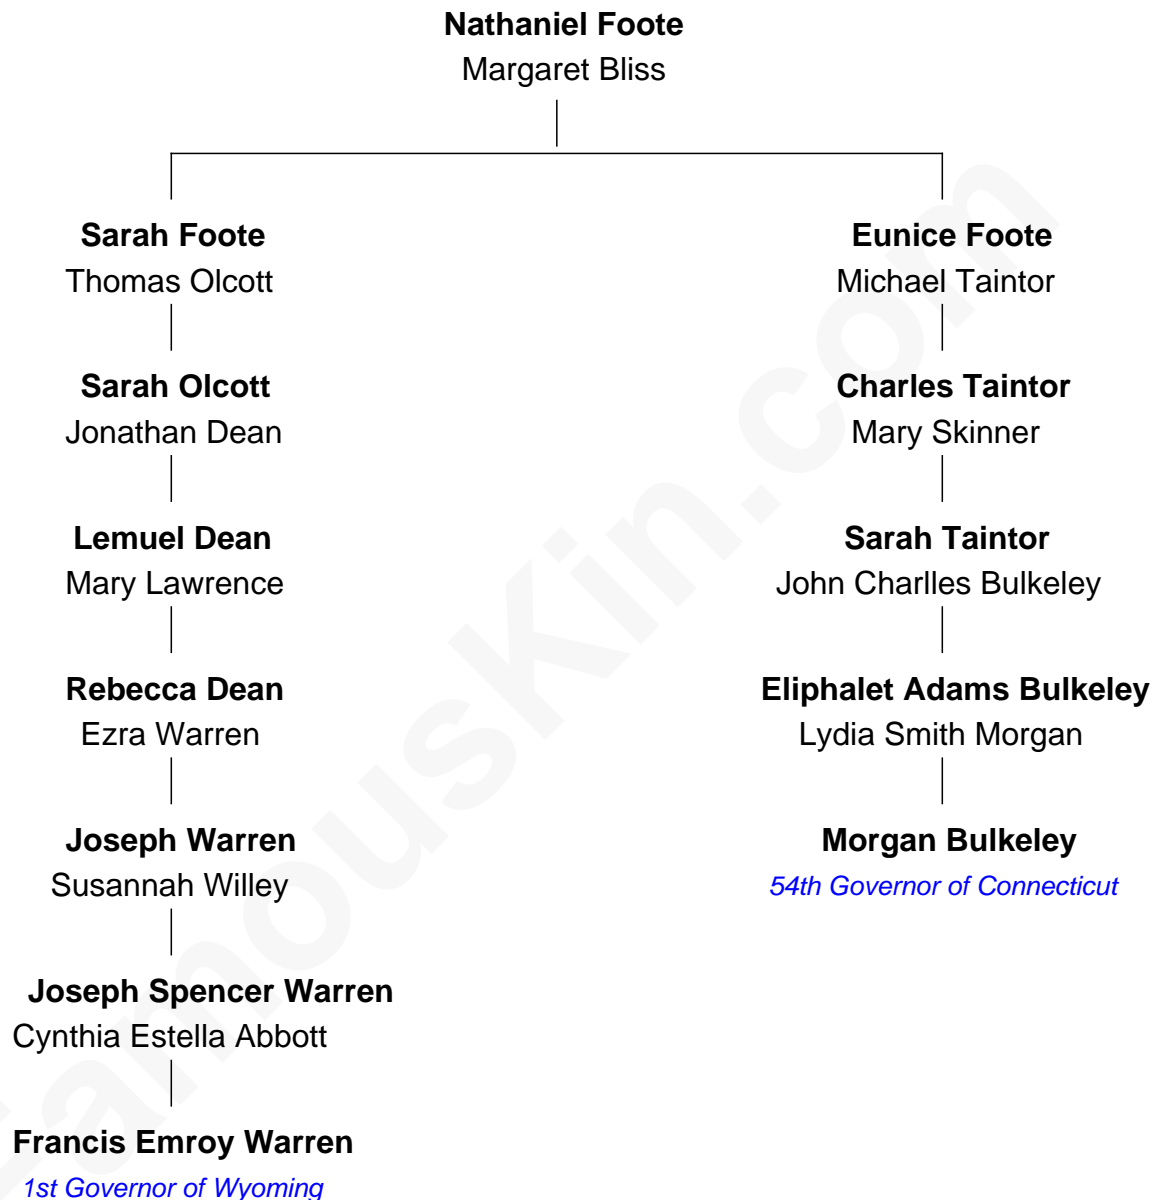 Nathaniel Foote
Margaret Bliss
Sarah Foote
Thomas Olcott
Eunice Foote
Michael Taintor
Sarah Olcott
Jonathan Dean
Charles Taintor
Mary Skinner
Lemuel Dean
Mary Lawrence
Sarah Taintor
John Charlles Bulkeley
Rebecca Dean
Ezra Warren
Eliphalet Adams Bulkeley
Lydia Smith Morgan
Joseph Warren
Susannah Willey
Morgan Bulkeley
54th Governor of Connecticut
Joseph Spencer Warren
Cynthia Estella Abbott
Francis Emroy Warren
1st Governor of Wyoming
FamousKin.com